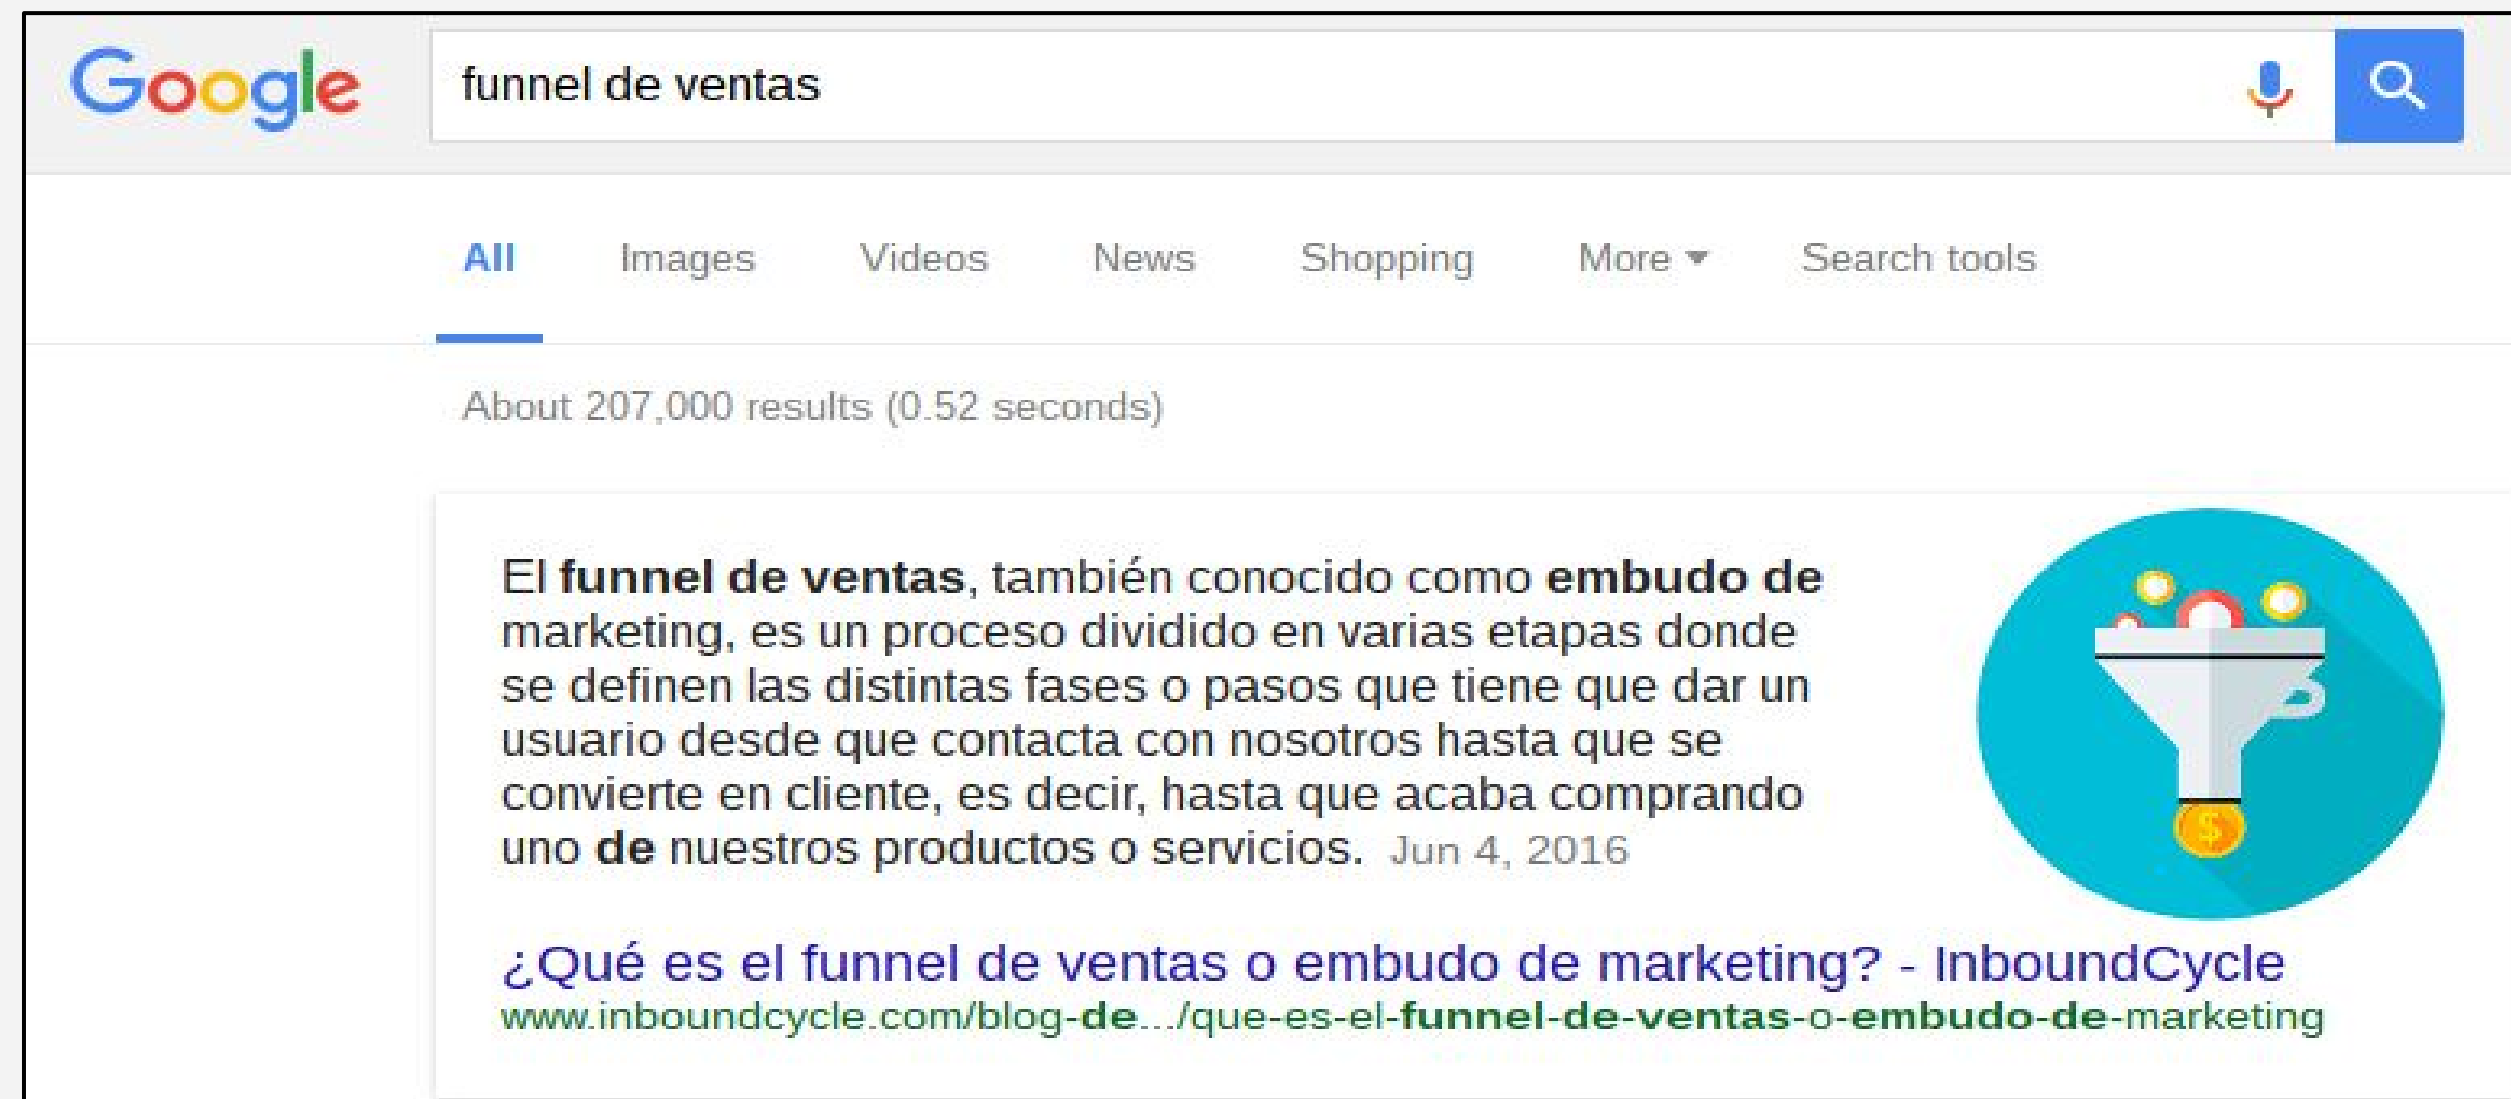 Google funnel de ventas
All Images Videos News Shopping More Search tools
About 207,000 results (0.52 seconds)
El funnel de ventas, también conocido como embudo de
marketing, es un proceso dividido en varias etapas donde
se definen las distintas fases o pasos que tiene que dar un
usuario desde que contacta con nosotros hasta que se
convierte en cliente, es decir, hasta que acaba comprando
uno de nuestros productos o servicios. Jun 4, 2016
$
¿Qué es el funnel de ventas o embudo de marketing? - InboundCycle
www.inboundcycle.com/blog-de.../que-es-el-funnel-de-ventas-o-embudo-de-marketing